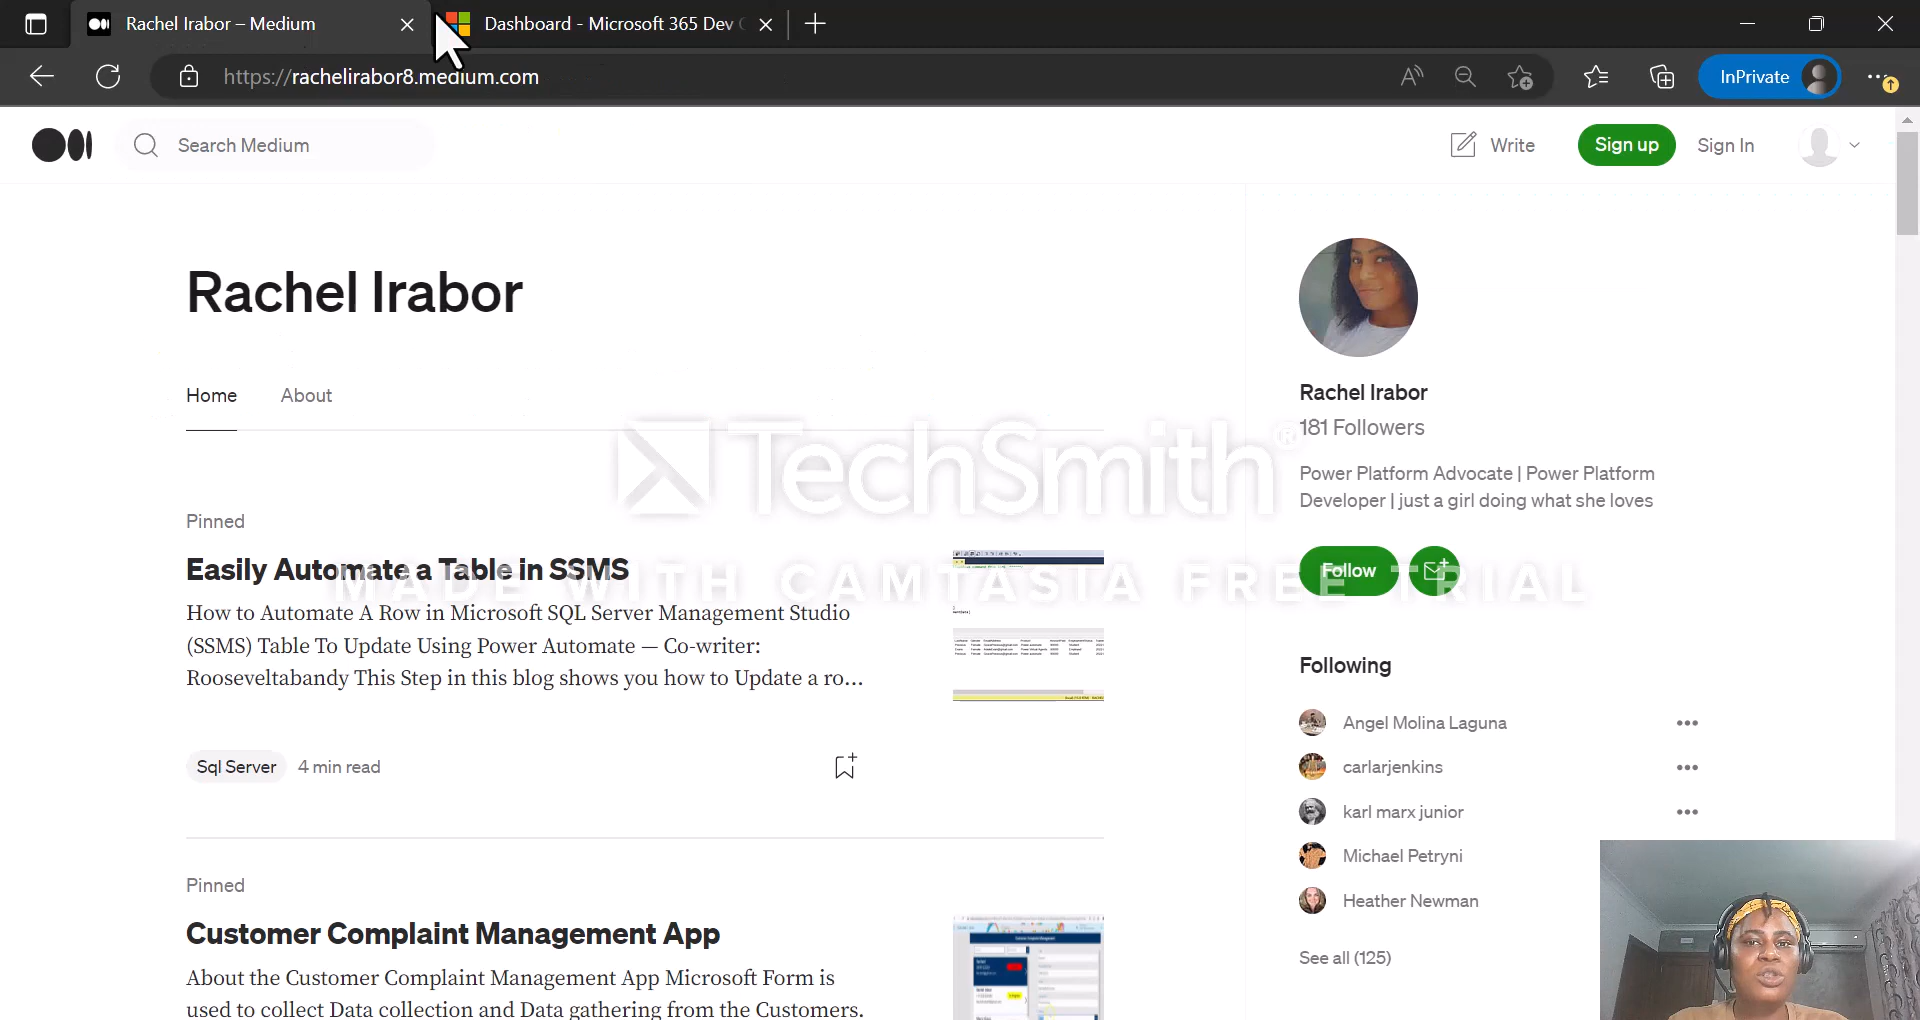 Rachel Irabor – Medium
Dashboard - Microsoft 365 Dev
https://rachelirabor8.medium.com
InPrivate
Search Medium
Write
Sign up
Sign In
Rachel Irabor
Home
About
Pinned
Easily Automate a Table in SSMS
How to Automate A Row in Microsoft SQL Server Management Studio
(SSMS) Table To Update Using Power Automate — Co-writer:
Rooseveltabandy This Step in this blog shows you how to Update a ro...
Sql Server
4 min read
Pinned
Customer Complaint Management App
About the Customer Complaint Management App Microsoft Form is
used to collect Data collection and Data gathering from the Customers.
Rachel Irabor
181 Followers
Power Platform Advocate | Power Platform
Developer | just a girl doing what she loves
Follow
Following
Angel Molina Laguna
carlarjenkins
karl marx junior
Michael Petryni
Heather Newman
See all (125)
TechSmith®
MADE WITH CAMTASIA FREE TRIAL